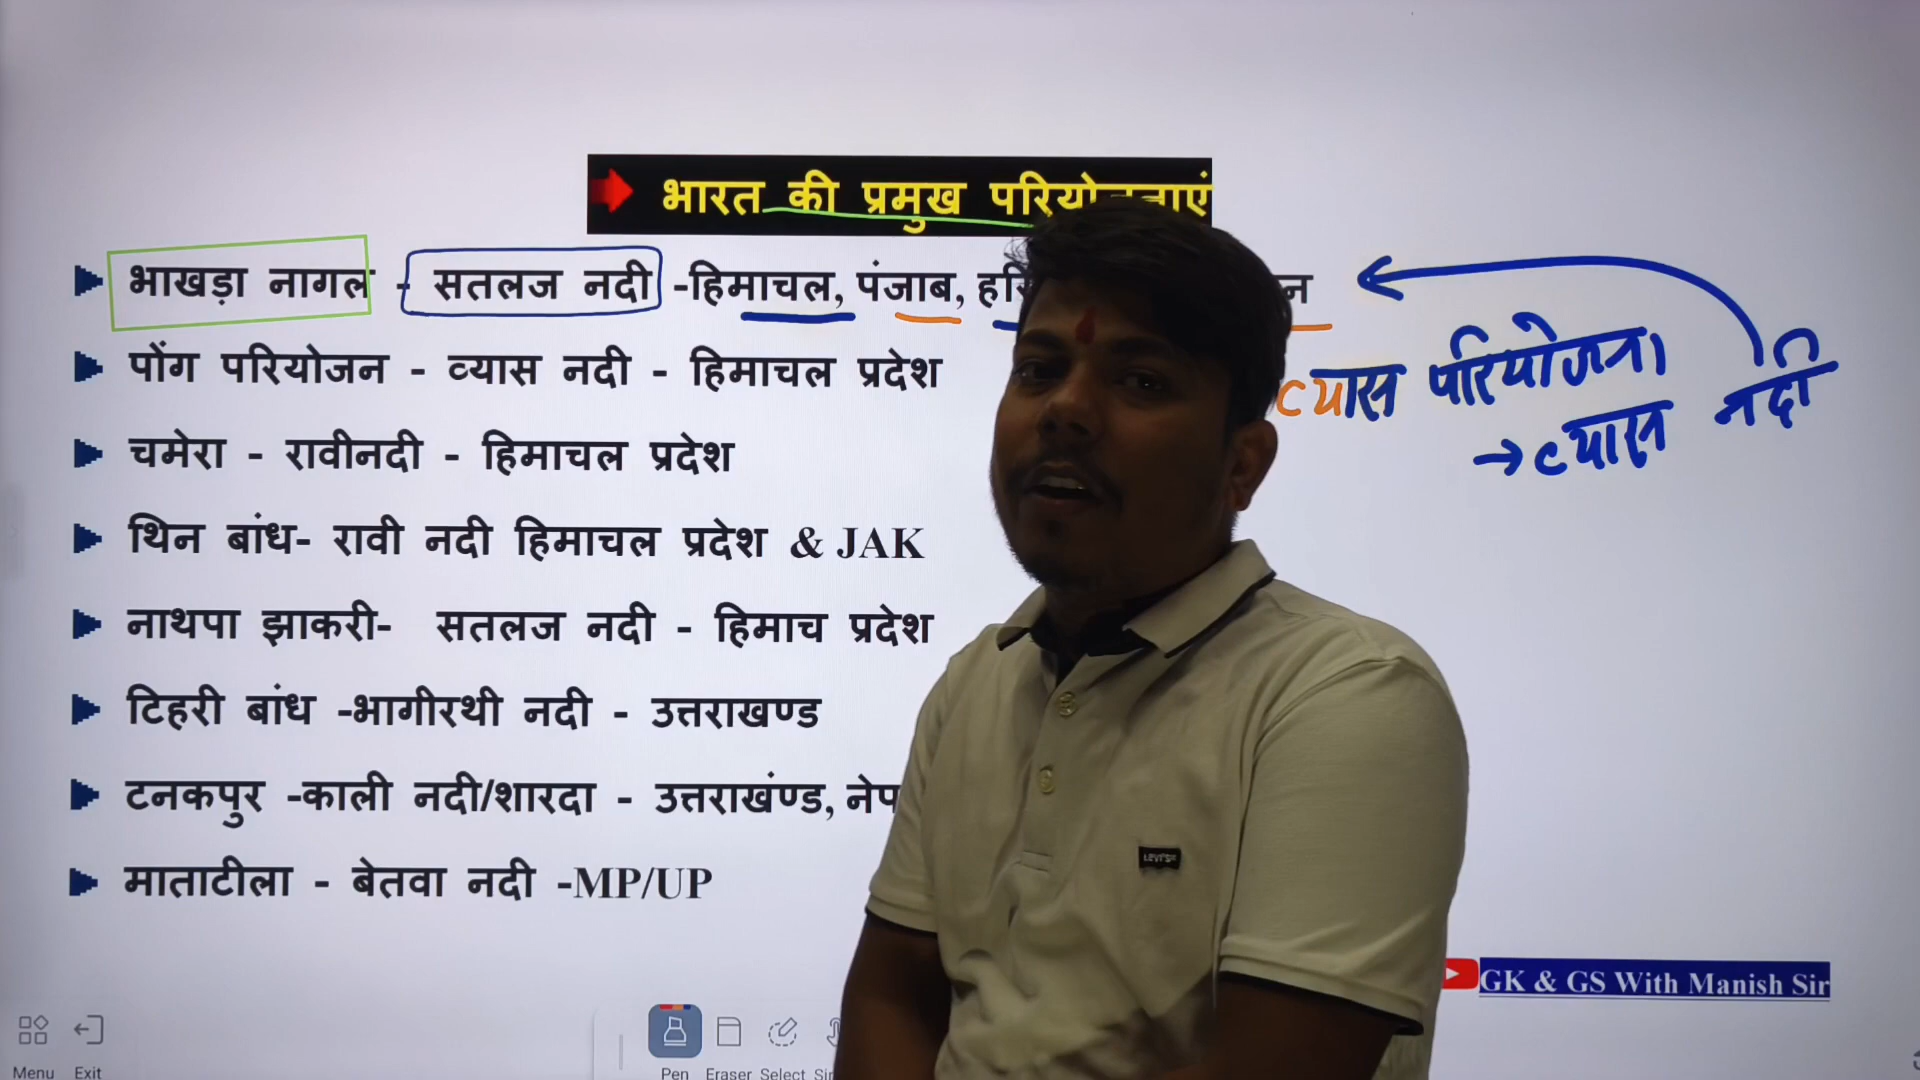 भारत की प्रमुख
भाखड़ा नागल - सतलज नदी -हिमाचल, पंजाब,
पोंग परियोजन - व्यास नदी - हिमाचल प्रदेश
चमेरा - रावीनदी - हिमाचल प्रदेश
थिन बांध- रावी नदी हिमाचल प्रदेश & JAK
नाथपा झाकरी- सतलज नदी - हिमाच प्रदेश
टिहरी बांध -भागीरथी नदी - उत्तराखण्ड
टनकपुर -काली नदी/शारदा - उत्तराखंण्ड,
माताटीला - बेतवा नदी -MP/UP
व्यास परियोजना
→ व्यास नदी
LEVI'S
GK & GS With Manish Sir
Menu Exit Pen Eraser Select